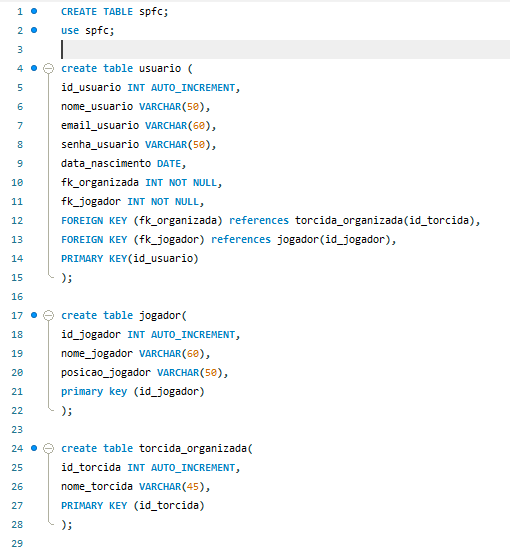 1 CREATE TABLE spfc;
2 use spfc;
3
4 create table usuario (
5 id_usuario INT AUTO_INCREMENT,
6 nome_usuario VARCHAR(50),
7 email_usuario VARCHAR(60),
8 senha_usuario VARCHAR(50),
9 data_nascimento DATE,
10 fk_organizada INT NOT NULL,
11 fk_jogador INT NOT NULL,
12 FOREIGN KEY (fk_organizada) references torcida_organizada(id_torcida),
13 FOREIGN KEY (fk_jogador) references jogador(id_jogador),
14 PRIMARY KEY(id_usuario)
15 );
16
17 create table jogador(
18 id_jogador INT AUTO_INCREMENT,
19 nome_jogador VARCHAR(60),
20 posicao_jogador VARCHAR(50),
21 primary key (id_jogador)
22 );
23
24 create table torcida_organizada(
25 id_torcida INT AUTO_INCREMENT,
26 nome_torcida VARCHAR(45),
27 PRIMARY KEY (id_torcida)
28 );
29